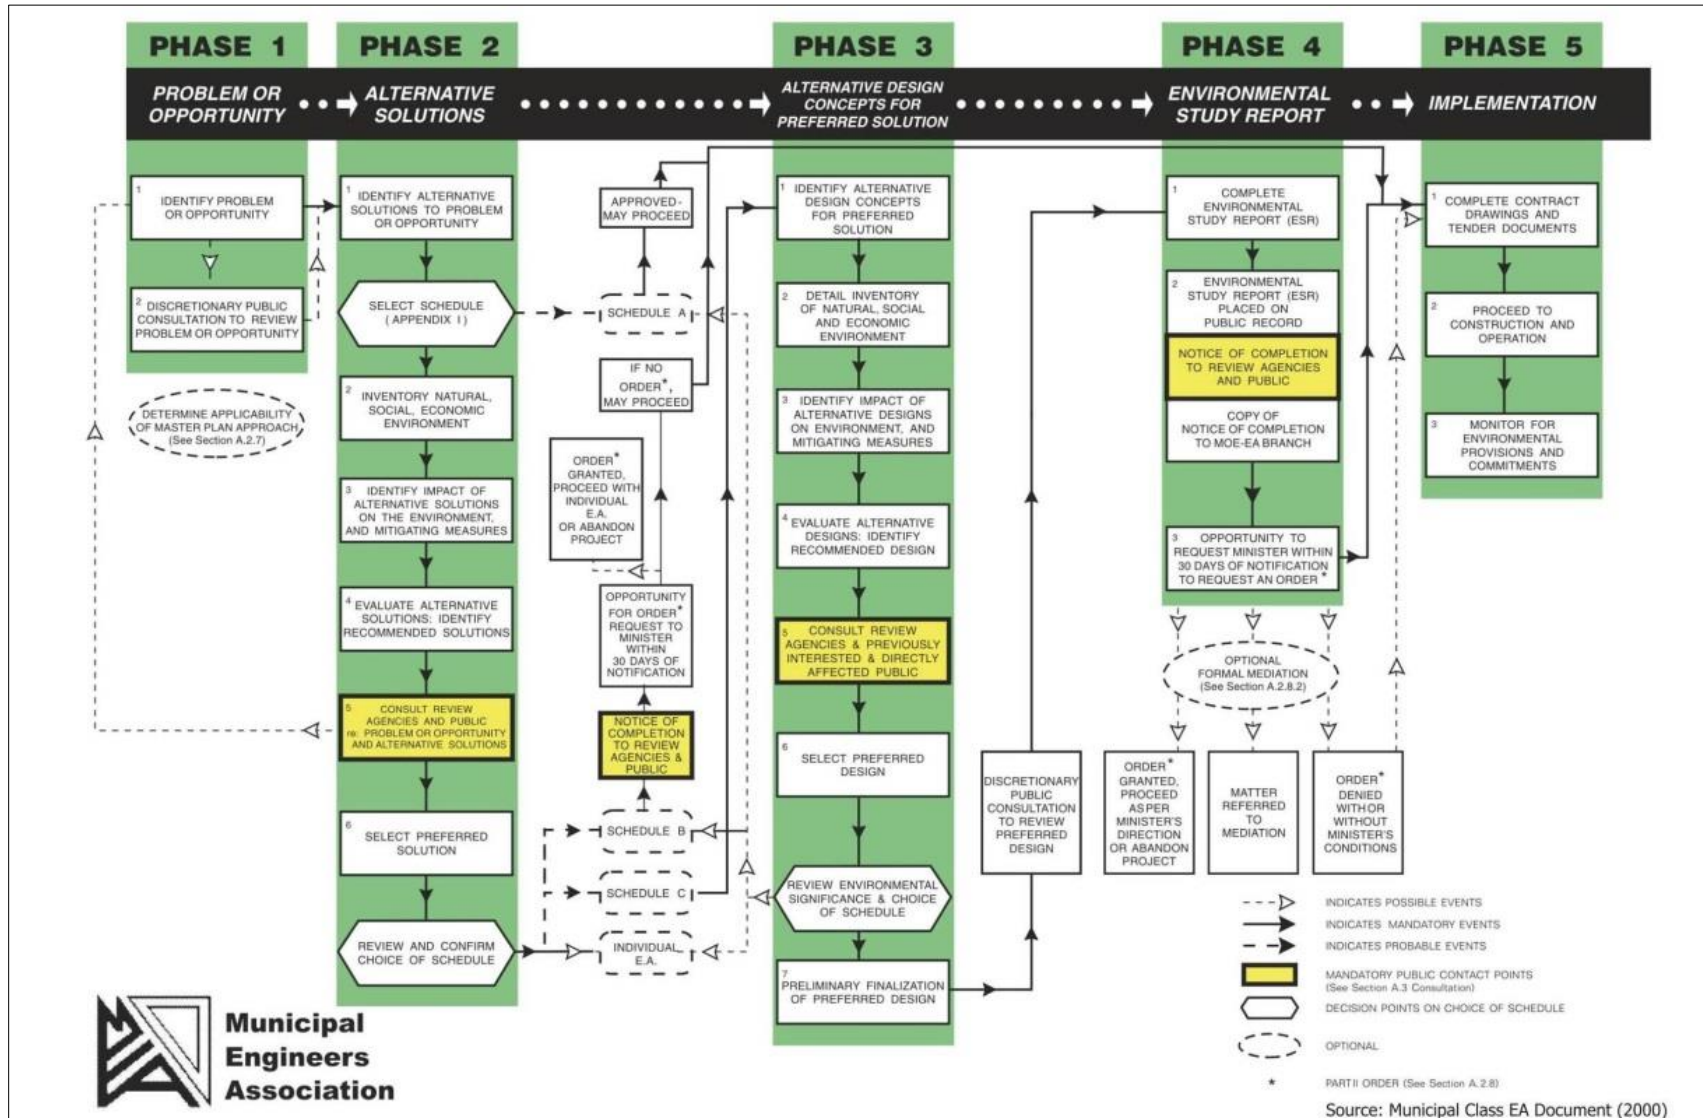 PHASE 1
PROBLEM OR
OPPORTUNITY
1
IDENTIFY PROBLEM
OR OPPORTUNITY
2
DISCRETIONARY PUBLIC
CONSULTATION TO REVIEW
PROBLEM OR OPPORTUNITY
DETERMINE APPLICABILITY
OF MASTER PLAN APPROACH
(See Section A.2.7)
PHASE 2
ALTERNATIVE
SOLUTIONS
1
IDENTIFY ALTERNATIVE
SOLUTIONS TO PROBLEM
OR OPPORTUNITY
SELECT SCHEDULE
(APPENDIX I)
2
INVENTORY NATURAL,
SOCIAL, ECONOMIC
ENVIRONMENT
3
IDENTIFY IMPACT OF
ALTERNATIVE SOLUTIONS
ON THE ENVIRONMENT,
AND MITIGATING MEASURES
4
EVALUATE ALTERNATIVE
SOLUTIONS: IDENTIFY
RECOMMENDED SOLUTIONS
5
CONSULT REVIEW
AGENCIES AND PUBLIC
re: PROBLEM OR OPPORTUNITY
AND ALTERNATIVE SOLUTIONS
6
SELECT PREFERRED
SOLUTION
REVIEW AND CONFIRM
CHOICE OF SCHEDULE
APPROVED-
MAY PROCEED
SCHEDULE A
IF NO
ORDER*,
MAY PROCEED
ORDER*
GRANTED,
PROCEED WITH
INDIVIDUAL
E.A.
OR ABANDON
PROJECT
OPPORTUNITY
FOR ORDER*
REQUEST TO
MINISTER
WITHIN
30 DAYS OF
NOTIFICATION
NOTICE OF
COMPLETION
TO REVIEW
AGENCIES &
PUBLIC
SCHEDULE B
SCHEDULE C
INDIVIDUAL
E.A.
PHASE 3
ALTERNATIVE DESIGN
CONCEPTS FOR
PREFERRED SOLUTION
1
IDENTIFY ALTERNATIVE
DESIGN CONCEPTS
FOR PREFERRED
SOLUTION
2
DETAIL INVENTORY
OF NATURAL, SOCIAL
AND ECONOMIC
ENVIRONMENT
3
IDENTIFY IMPACT OF
ALTERNATIVE DESIGNS
ON ENVIRONMENT, AND
MITIGATING MEASURES
4
EVALUATE ALTERNATIVE
DESIGNS: IDENTIFY
RECOMMENDED DESIGN
5
CONSULT REVIEW
AGENCIES & PREVIOUSLY
INTERESTED & DIRECTLY
AFFECTED PUBLIC
6
SELECT PREFERRED
DESIGN
REVIEW ENVIRONMENTAL
SIGNIFICANCE & CHOICE
OF SCHEDULE
7
PRELIMINARY FINALIZATION
OF PREFERRED DESIGN
DISCRETIONARY
PUBLIC
CONSULTATION
TO REVIEW
PREFERRED
DESIGN
PHASE 4
ENVIRONMENTAL
STUDY REPORT
1
COMPLETE
ENVIRONMENTAL
STUDY REPORT (ESR)
2
ENVIRONMENTAL
STUDY REPORT (ESR)
PLACED ON
PUBLIC RECORD
NOTICE OF COMPLETION
TO REVIEW AGENCIES
AND PUBLIC
COPY OF
NOTICE OF COMPLETION
TO MOE-EA BRANCH
3
OPPORTUNITY TO
REQUEST MINISTER WITHIN
30 DAYS OF NOTIFICATION
TO REQUEST AN ORDER*
OPTIONAL
FORMAL MEDIATION
(See Section A.2.8.2)
ORDER*
GRANTED,
PROCEED
AS PER
MINISTER'S
DIRECTION
OR ABANDON
PROJECT
MATTER
REFERRED
TO
MEDIATION
ORDER*
DENIED
WITH OR
WITHOUT
MINISTER'S
CONDITIONS
PHASE 5
IMPLEMENTATION
1
COMPLETE CONTRACT
DRAWINGS AND
TENDER DOCUMENTS
2
PROCEED TO
CONSTRUCTION AND
OPERATION
3
MONITOR FOR
ENVIRONMENTAL
PROVISIONS AND
COMMITMENTS
INDICATES POSSIBLE EVENTS
INDICATES MANDATORY EVENTS
INDICATES PROBABLE EVENTS
MANDATORY PUBLIC CONTACT POINTS
(See Section A.3 Consultation)
DECISION POINTS ON CHOICE OF SCHEDULE
OPTIONAL
* PART II ORDER (See Section A.2.8)
Municipal
Engineers
Association
Source: Municipal Class EA Document (2000)